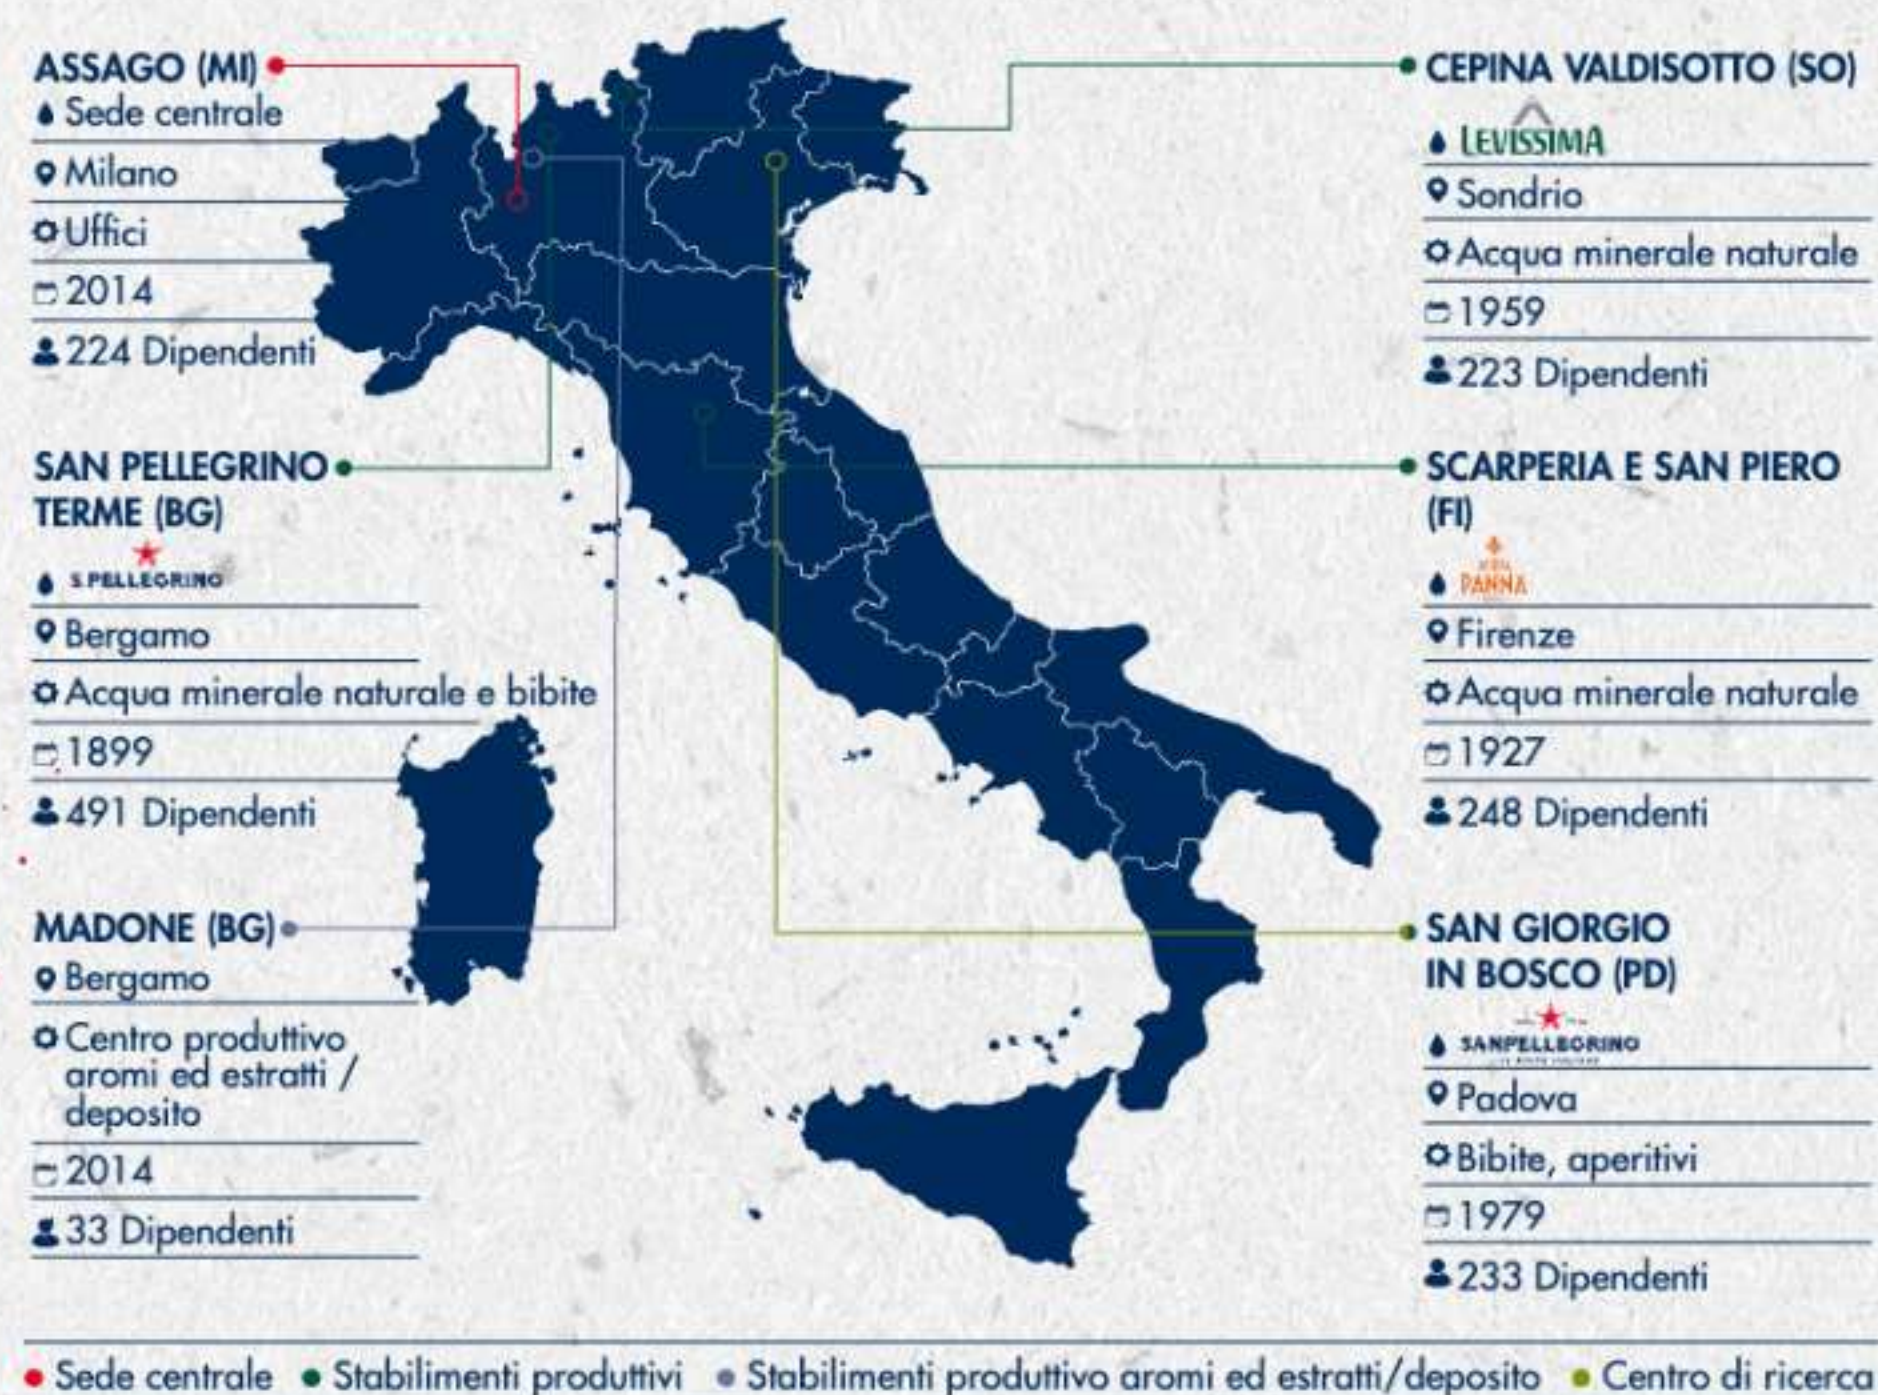 ASSAGO (MI)
Sede centrale
Milano
Uffici
2014
224 Dipendenti
SAN PELLEGRINO
TERME (BG)
S.PELLEGRINO
Bergamo
Acqua minerale naturale e bibite
1899
491 Dipendenti
MADONE (BG)
Bergamo
Centro produttivo
aromi ed estratti /
deposito
2014
33 Dipendenti
CEPINA VALDISOTTO (SO)
LEVISSIMA
Sondrio
Acqua minerale naturale
1959
223 Dipendenti
SCARPERIA E SAN PIERO
(FI)
PANNA
Firenze
Acqua minerale naturale
1927
248 Dipendenti
SAN GIORGIO
IN BOSCO (PD)
SANPELLEGRINO
Padova
Bibite, aperitivi
1979
233 Dipendenti
Sede centrale
Stabilimenti produttivi
Stabilimenti produttivo aromi ed estratti/deposito
Centro di ricerca